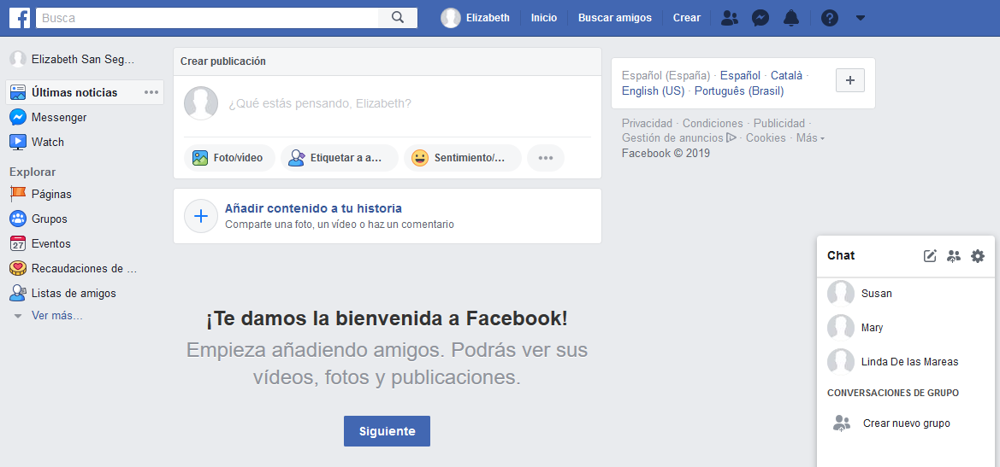 f
Busca
Elizabeth
Inicio
Buscar amigos
Crear
?
Elizabeth San Seg...
Últimas noticias
Messenger
Watch
Explorar
Páginas
Grupos
27
Eventos
Recaudaciones de ...
Listas de amigos
Ver más...
Crear publicación
¿Qué estás pensando, Elizabeth?
Foto/vídeo
Etiquetar a a...
Sentimiento/...
Añadir contenido a tu historia
Comparte una foto, un vídeo o haz un comentario
¡Te damos la bienvenida a Facebook!
Empieza añadiendo amigos. Podrás ver sus
vídeos, fotos y publicaciones.
Siguiente
Español (España) · Español · Català ·
English (US) · Português (Brasil)
Privacidad · Condiciones · Publicidad ·
Gestión de anuncios · Cookies · Más
Facebook © 2019
Chat
Susan
Mary
Linda De las Mareas
CONVERSACIONES DE GRUPO
Crear nuevo grupo